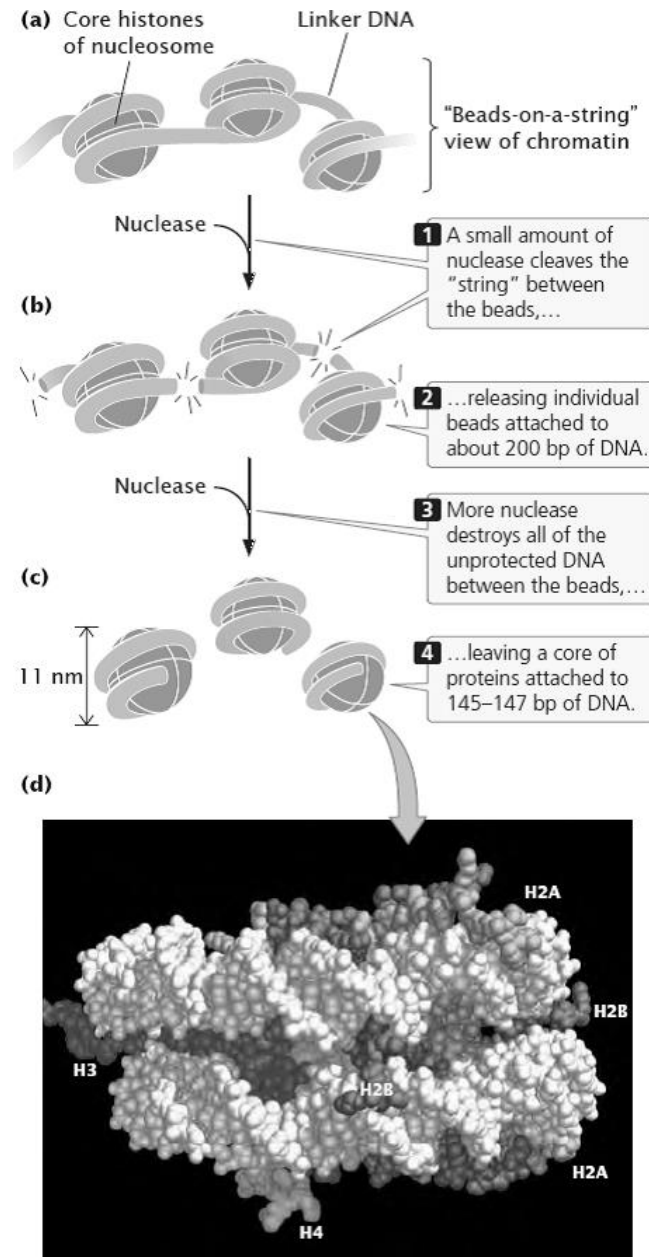 (a)
Core histones
of nucleosome
Linker DNA
“Beads-on-a-string”
view of chromatin
Nuclease
1 A small amount of
nuclease cleaves the
“string” between
the beads,…
(b)
2 …releasing individual
beads attached to
about 200 bp of DNA.
Nuclease
3 More nuclease
destroys all of the
unprotected DNA
between the beads,…
(c)
11 nm
4 …leaving a core of
proteins attached to
145–147 bp of DNA.
(d)
H2A
H2B
H3
H2B
H2A
H4